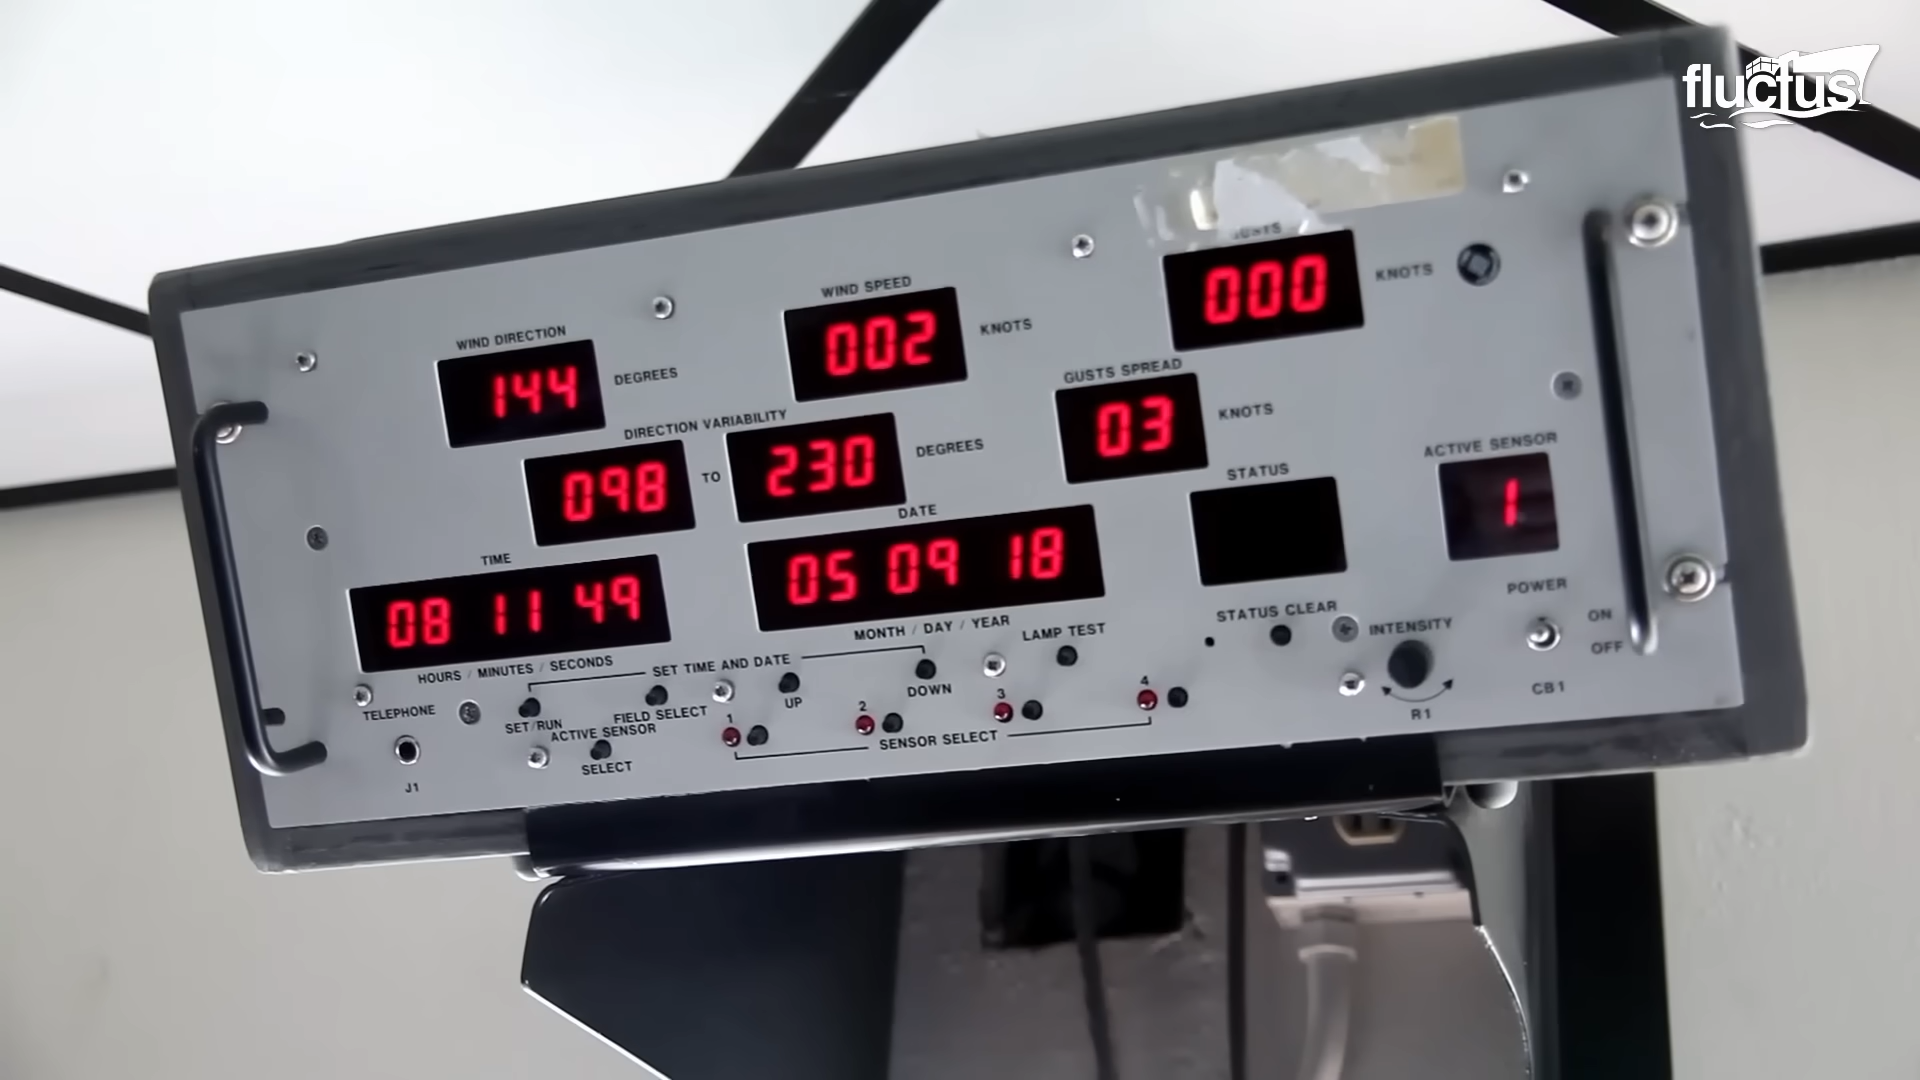 fluctus
GUSTS
000 KNOTS
WIND SPEED
002 KNOTS
WIND DIRECTION
144 DEGREES
GUSTS SPREAD
03 KNOTS
DIRECTION VARIABILITY
098 TO 230 DEGREES
ACTIVE SENSOR
1
STATUS
DATE
05 09 18
MONTH / DAY / YEAR
TIME
08 11 49
HOURS / MINUTES / SECONDS
POWER
ON
OFF
CB1
STATUS CLEAR
INTENSITY
R1
LAMP TEST
SET TIME AND DATE
SET/RUN
FIELD SELECT
UP
DOWN
TELEPHONE
J1
ACTIVE SENSOR
SELECT
1 2 3 4
SENSOR SELECT